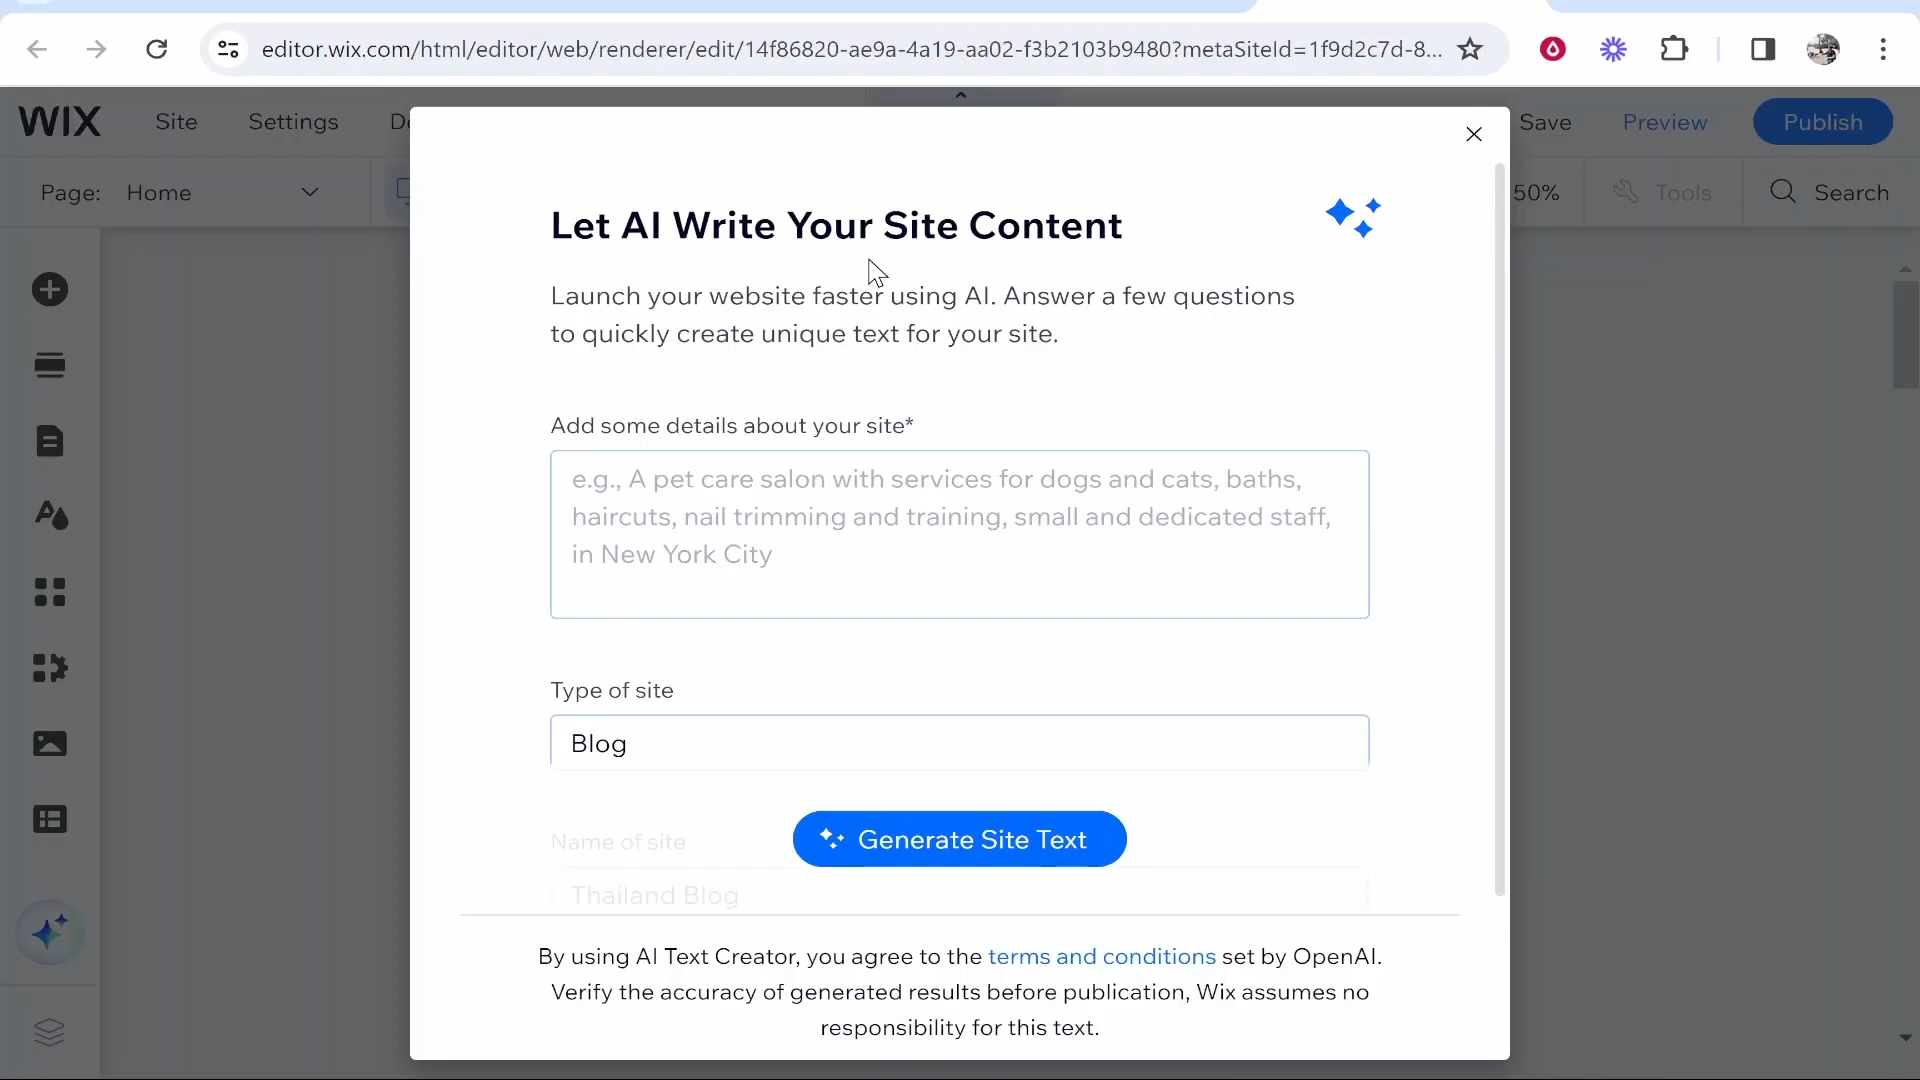 editor.wix.com/html/editor/web/renderer/edit/14f86820-ae9a-4a19-aa02-f3b2103b9480?metaSiteId=1f9d2c7d-8...
WIX Site Settings Save Preview Publish
Page: Home 50% Tools Search
Let AI Write Your Site Content
Launch your website faster using AI. Answer a few questions
to quickly create unique text for your site.
Add some details about your site*
e.g., A pet care salon with services for dogs and cats, baths,
haircuts, nail trimming and training, small and dedicated staff,
in New York City
Type of site
Blog
Name of site
Generate Site Text
Thailand Blog
By using AI Text Creator, you agree to the terms and conditions set by OpenAI.
Verify the accuracy of generated results before publication, Wix assumes no
responsibility for this text.